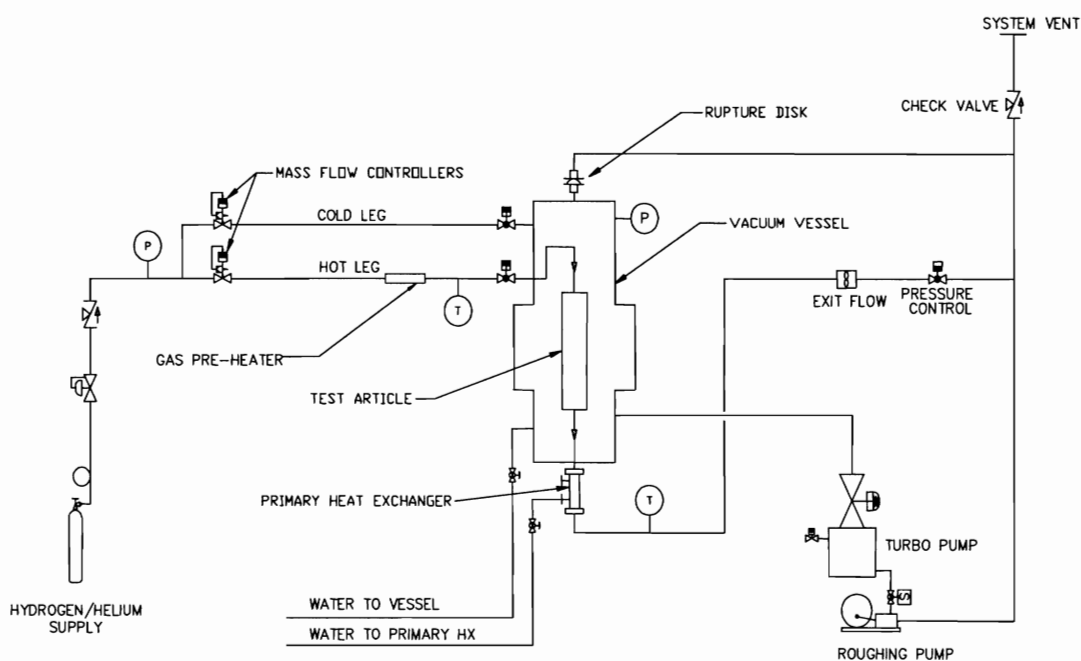 SYSTEM VENT
CHECK VALVE
RUPTURE DISK
MASS FLOW CONTROLLERS
COLD LEG
P
VACUUM VESSEL
P
HOT LEG
T
EXIT FLOW
PRESSURE
CONTROL
GAS PRE-HEATER
TEST ARTICLE
PRIMARY HEAT EXCHANGER
T
TURBO PUMP
S
HYDROGEN/HELIUM
SUPPLY
WATER TO VESSEL
WATER TO PRIMARY HX
ROUGHING PUMP